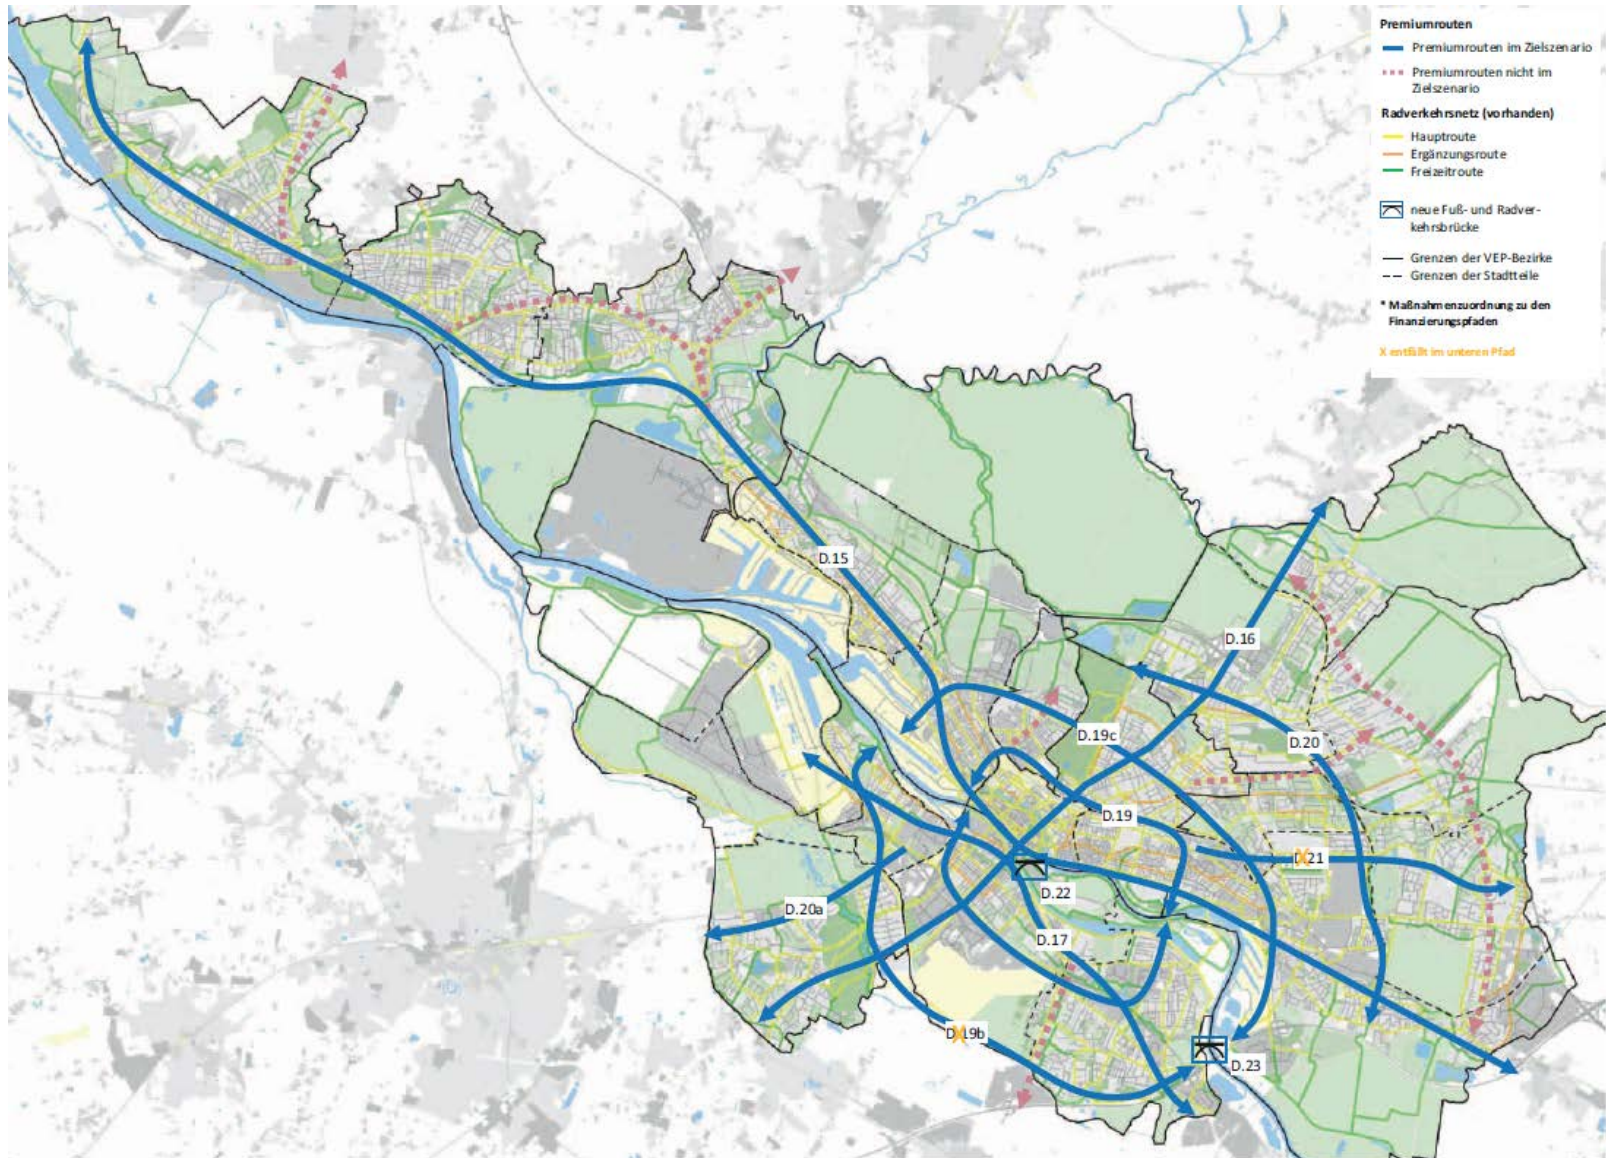 Premiumrouten
Premiumrouten im Zielszenario
Premiumrouten nicht im
Zielszenario
Radverkehrsnetz (vorhanden)
Hauptroute
Ergänzungsroute
Freizeitroute
neue Fuß- und Radver-
kehrsbrücke
Grenzen der VEP-Bezirke
Grenzen der Stadtteile
* Maßnahmenzuordnung zu den
Finanzierungspfaden
X entfällt im unteren Pfad
D.15
D.16
D.19c
D.20
D.19
X
D.21
D.22
D.20a
D.17
X
D.19b
D.23